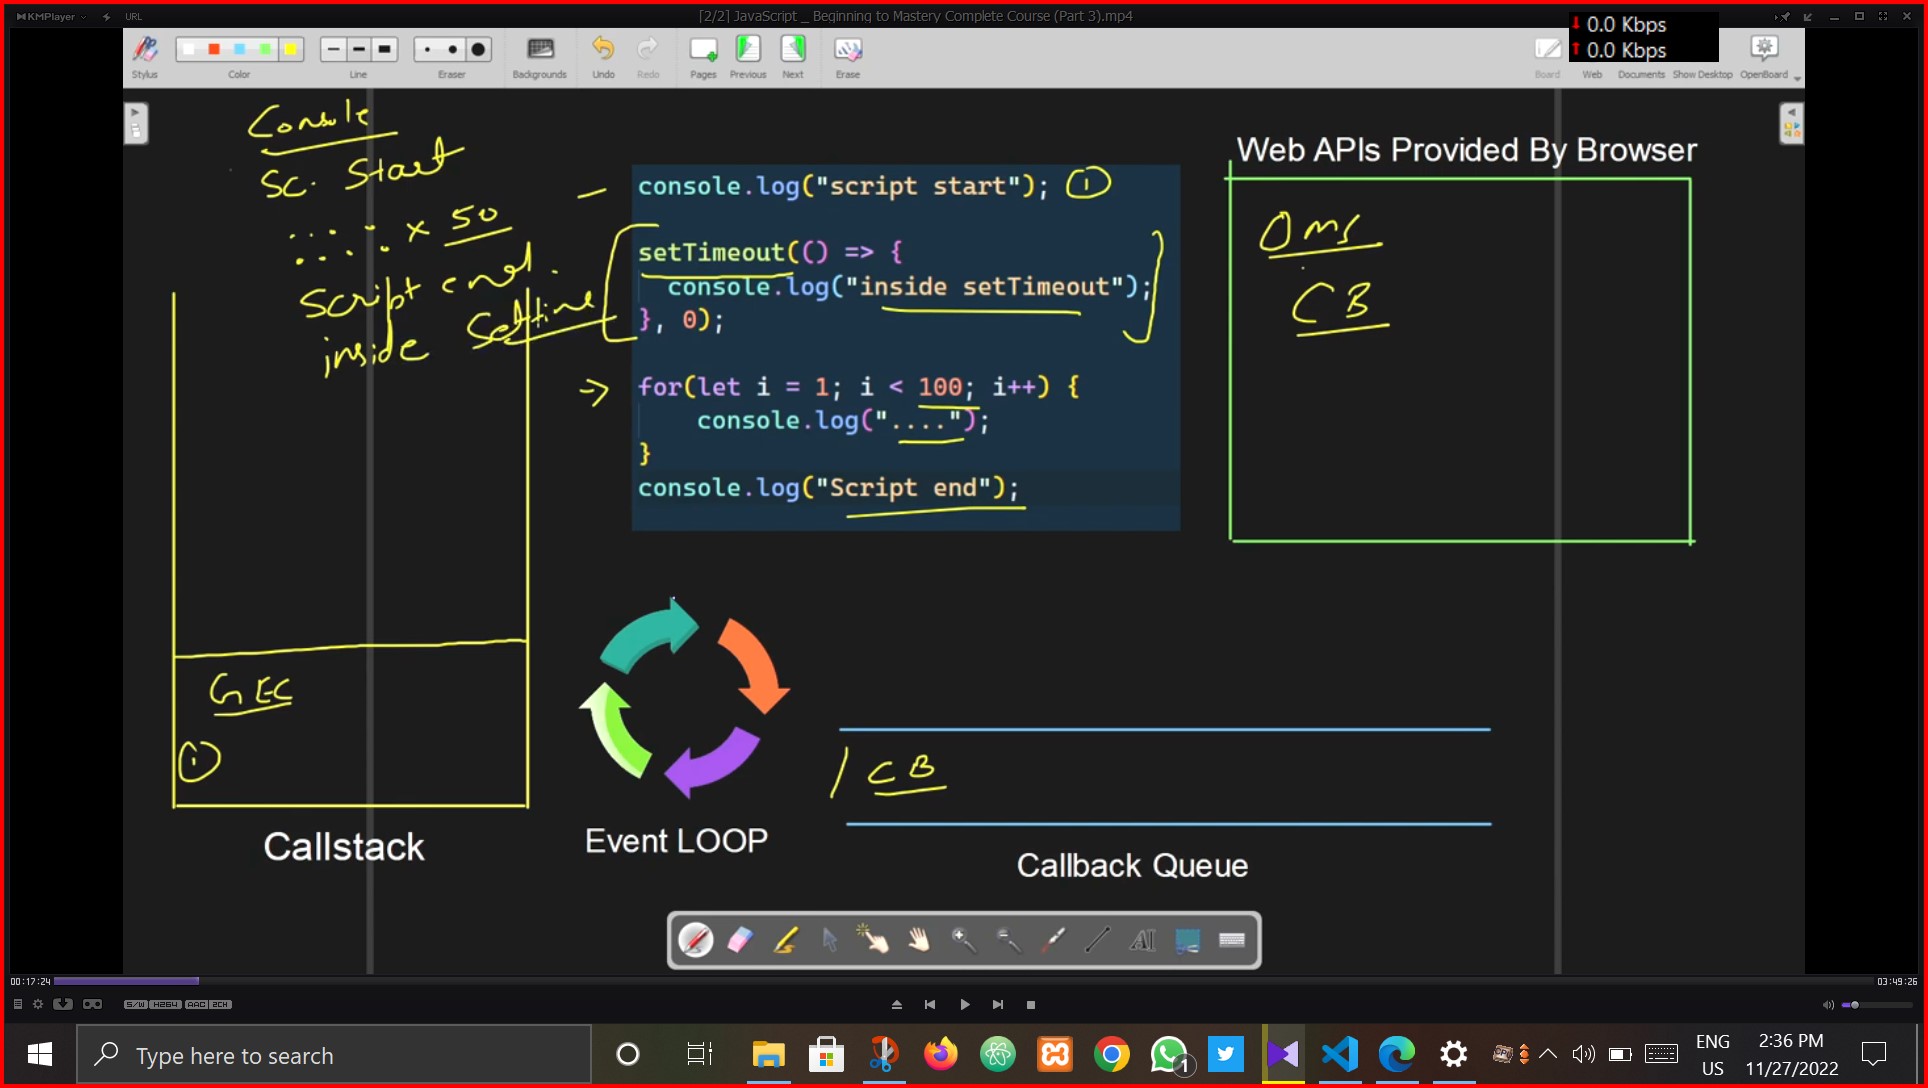 KMPlayer
URL
[2/2] JavaScript _ Beginning to Mastery Complete Course (Part 3).mp4
0.0 Kbps
0.0 Kbps
Stylus
Color
Line
Eraser
Backgrounds
Undo
Redo
Pages
Previous
Next
Erase
Board
Web
Documents
Show Desktop
OpenBoard
Console
Sc. Start
× 50
Script end.
inside Settime
console.log("script start"); 1
setTimeout(() => {
console.log("inside setTimeout");
}, 0);
for(let i = 1; i < 100; i++) {
console.log("....");
}
console.log("Script end");
Web APIs Provided By Browser
0ms
CB
GEC
1
Callstack
Event LOOP
CB
Callback Queue
AI
00:17:24
03:49:26
S/W H264 AAC 2CH
Type here to search
1
ENG
US
2:36 PM
11/27/2022